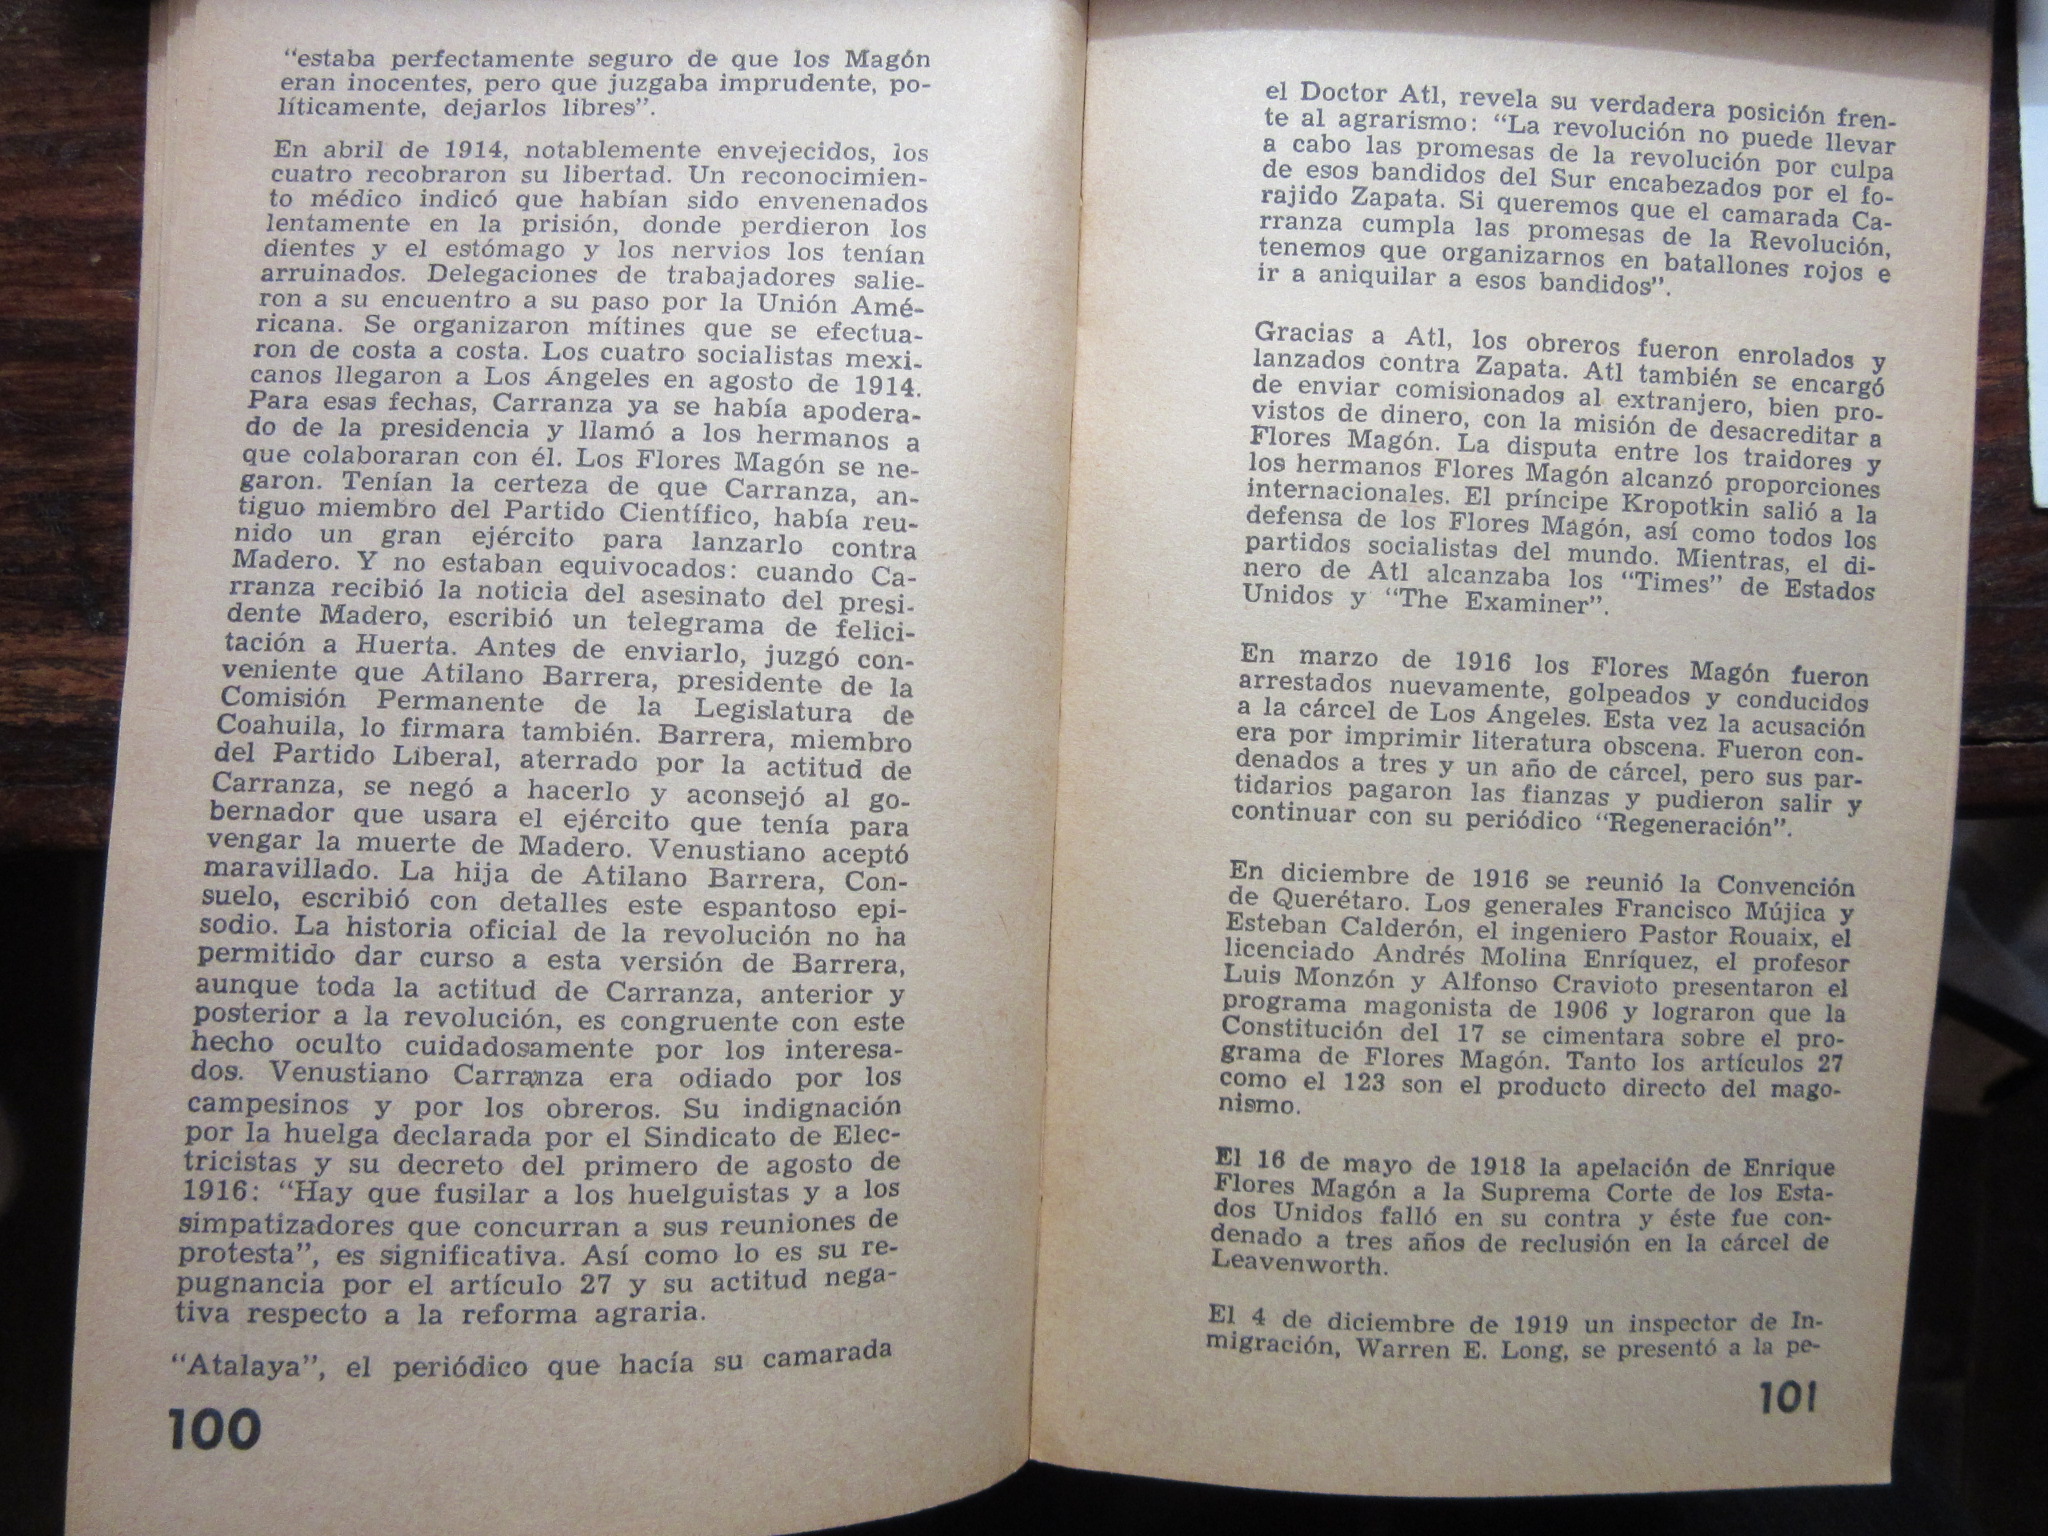 “estaba perfectamente seguro de que los Magón
eran inocentes, pero que juzgaba imprudente, po-
líticamente, dejarlos libres”.
En abril de 1914, notablemente envejecidos, los
cuatro recobraron su libertad. Un reconocimien-
to médico indicó que habían sido envenenados
lentamente en la prisión, donde perdieron los
dientes y el estómago y los nervios los tenían
arruinados. Delegaciones de trabajadores salie-
ron a su encuentro a su paso por la Unión Amé-
ricana. Se organizaron mítines que se efectua-
ron de costa a costa. Los cuatro socialistas mexi-
canos llegaron a Los Ángeles en agosto de 1914.
Para esas fechas, Carranza ya se había apodera-
do de la presidencia y llamó a los hermanos a
que colaboraran con él. Los Flores Magón se ne-
garon. Tenían la certeza de que Carranza, an-
tiguo miembro del Partido Científico, había reu-
nido un gran ejército para lanzarlo contra
Madero. Y no estaban equivocados: cuando Ca-
rranza recibió la noticia del asesinato del presi-
dente Madero, escribió un telegrama de felici-
tación a Huerta. Antes de enviarlo, juzgó con-
veniente que Atilano Barrera, presidente de la
Comisión Permanente de la Legislatura de
Coahuila, lo firmara también. Barrera, miembro
del Partido Liberal, aterrado por la actitud de
Carranza, se negó a hacerlo y aconsejó al go-
bernador que usara el ejército que tenía para
vengar la muerte de Madero. Venustiano aceptó
maravillado. La hija de Atilano Barrera, Con-
suelo, escribió con detalles este espantoso epi-
sodio. La historia oficial de la revolución no ha
permitido dar curso a esta versión de Barrera,
aunque toda la actitud de Carranza, anterior y
posterior a la revolución, es congruente con este
hecho oculto cuidadosamente por los interesa-
dos. Venustiano Carranza era odiado por los
campesinos y por los obreros. Su indignación
por la huelga declarada por el Sindicato de Elec-
tricistas y su decreto del primero de agosto de
1916: “Hay que fusilar a los huelguistas y a los
simpatizadores que concurran a sus reuniones de
protesta”, es significativa. Así como lo es su re-
pugnancia por el artículo 27 y su actitud nega-
tiva respecto a la reforma agraria.
“Atalaya”, el periódico que hacía su camarada
100
el Doctor Atl, revela su verdadera posición fren-
te al agrarismo: “La revolución no puede llevar
a cabo las promesas de la revolución por culpa
de esos bandidos del Sur encabezados por el fo-
rajido Zapata. Si queremos que el camarada Ca-
rranza cumpla las promesas de la Revolución,
tenemos que organizarnos en batallones rojos e
ir a aniquilar a esos bandidos”.
Gracias a Atl, los obreros fueron enrolados y
lanzados contra Zapata. Atl también se encargó
de enviar comisionados al extranjero, bien pro-
vistos de dinero, con la misión de desacreditar a
Flores Magón. La disputa entre los traidores y
los hermanos Flores Magón alcanzó proporciones
internacionales. El príncipe Kropotkin salió a la
defensa de los Flores Magón, así como todos los
partidos socialistas del mundo. Mientras, el di-
nero de Atl alcanzaba los “Times” de Estados
Unidos y “The Examiner”.
En marzo de 1916 los Flores Magón fueron
arrestados nuevamente, golpeados y conducidos
a la cárcel de Los Ángeles. Esta vez la acusación
era por imprimir literatura obscena. Fueron con-
denados a tres y un año de cárcel, pero sus par-
tidarios pagaron las fianzas y pudieron salir y
continuar con su periódico “Regeneración”.
En diciembre de 1916 se reunió la Convención
de Querétaro. Los generales Francisco Mújica y
Esteban Calderón, el ingeniero Pastor Rouaix, el
licenciado Andrés Molina Enríquez, el profesor
Luis Monzón y Alfonso Cravioto presentaron el
programa magonista de 1906 y lograron que la
Constitución del 17 se cimentara sobre el pro-
grama de Flores Magón. Tanto los artículos 27
como el 123 son el producto directo del mago-
nismo.
El 16 de mayo de 1918 la apelación de Enrique
Flores Magón a la Suprema Corte de los Esta-
dos Unidos falló en su contra y éste fue con-
denado a tres años de reclusión en la cárcel de
Leavenworth.
El 4 de diciembre de 1919 un inspector de In-
migración, Warren E. Long, se presentó a la pe-
101